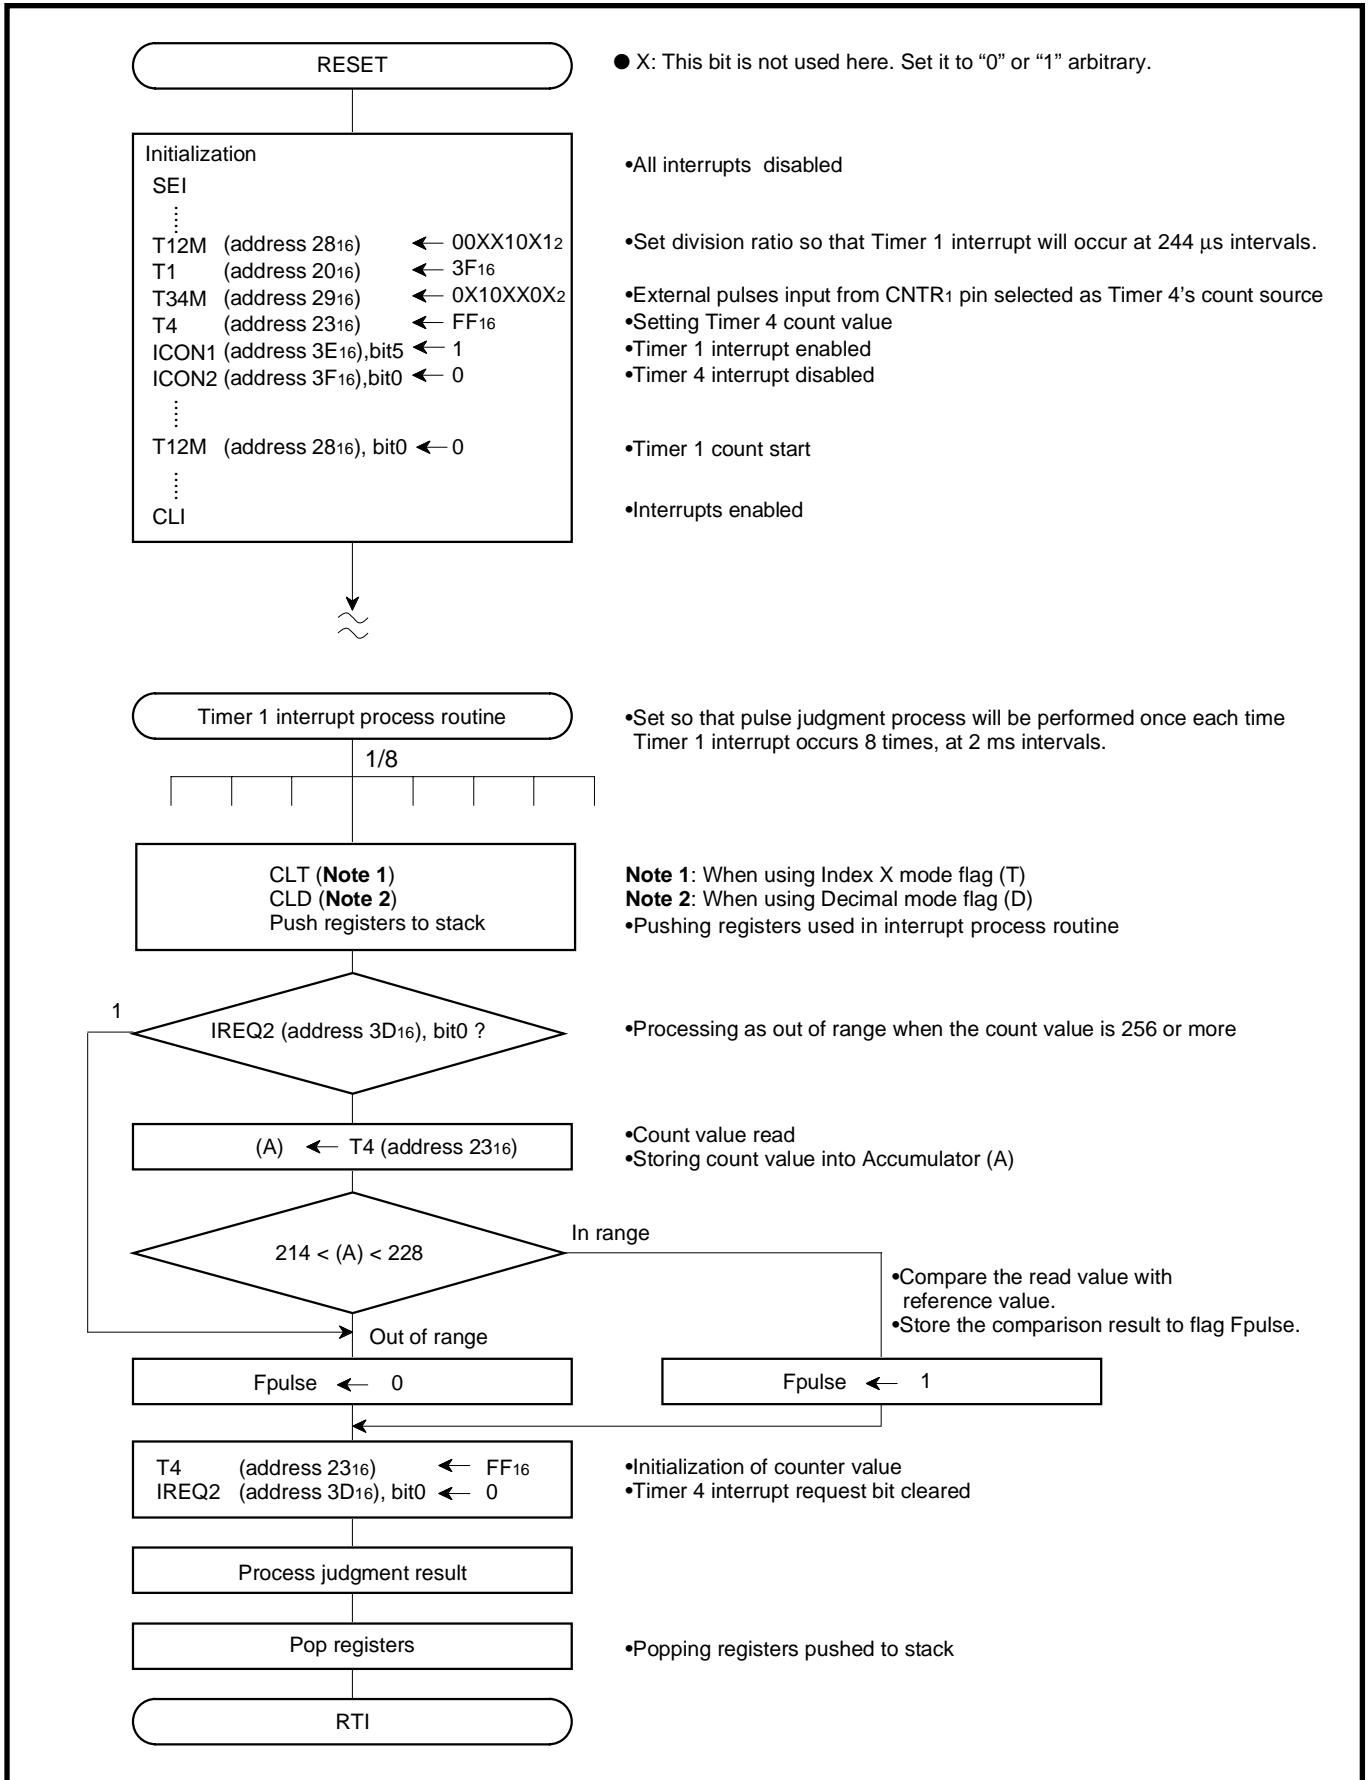 RESET
● X: This bit is not used here. Set it to “0” or “1” arbitrary.
Initialization
SEI
•All interrupts disabled
T12M (address 2816) ← 00XX10X12
•Set division ratio so that Timer 1 interrupt will occur at 244 μs intervals.
T1 (address 2016) ← 3F16
T34M (address 2916) ← 0X10XX0X2
•External pulses input from CNTR1 pin selected as Timer 4’s count source
T4 (address 2316) ← FF16
•Setting Timer 4 count value
ICON1 (address 3E16),bit5 ← 1
•Timer 1 interrupt enabled
ICON2 (address 3F16),bit0 ← 0
•Timer 4 interrupt disabled
T12M (address 2816), bit0 ← 0
•Timer 1 count start
CLI
•Interrupts enabled
Timer 1 interrupt process routine
•Set so that pulse judgment process will be performed once each time
Timer 1 interrupt occurs 8 times, at 2 ms intervals.
1/8
CLT (Note 1)
CLD (Note 2)
Push registers to stack
Note 1: When using Index X mode flag (T)
Note 2: When using Decimal mode flag (D)
•Pushing registers used in interrupt process routine
1
IREQ2 (address 3D16), bit0 ?
•Processing as out of range when the count value is 256 or more
(A) ← T4 (address 2316)
•Count value read
•Storing count value into Accumulator (A)
In range
214 < (A) < 228
•Compare the read value with
reference value.
•Store the comparison result to flag Fpulse.
Out of range
Fpulse ← 0
Fpulse ← 1
T4 (address 2316) ← FF16
•Initialization of counter value
IREQ2 (address 3D16), bit0 ← 0
•Timer 4 interrupt request bit cleared
Process judgment result
Pop registers
•Popping registers pushed to stack
RTI